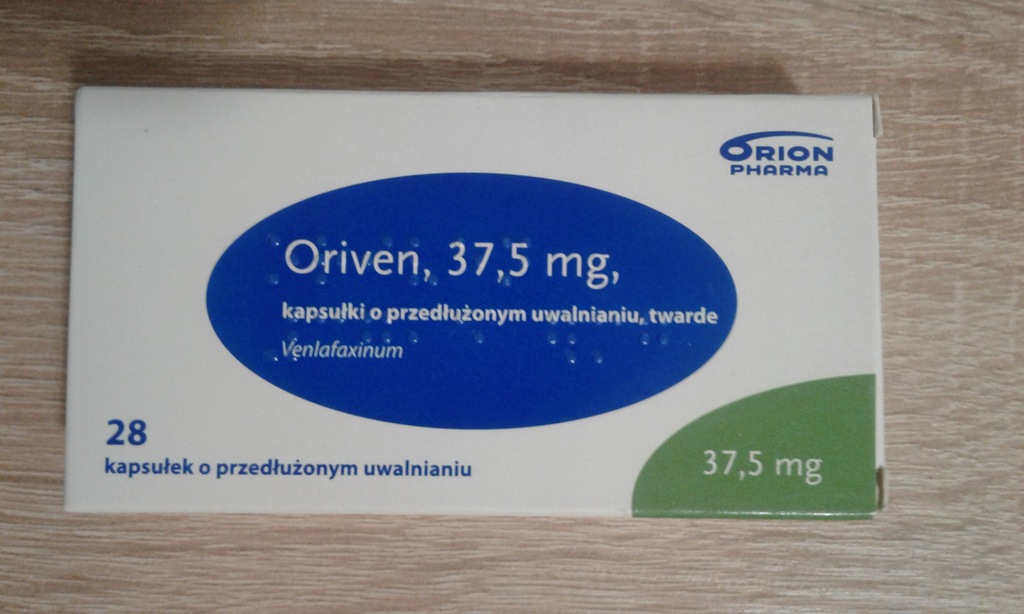 ORION
PHARMA
Oriven, 37,5 mg,
kapsułki o przedłużonym uwalnianiu, twarde
Venlafaxinum
28
kapsułek o przedłużonym uwalnianiu
37,5 mg